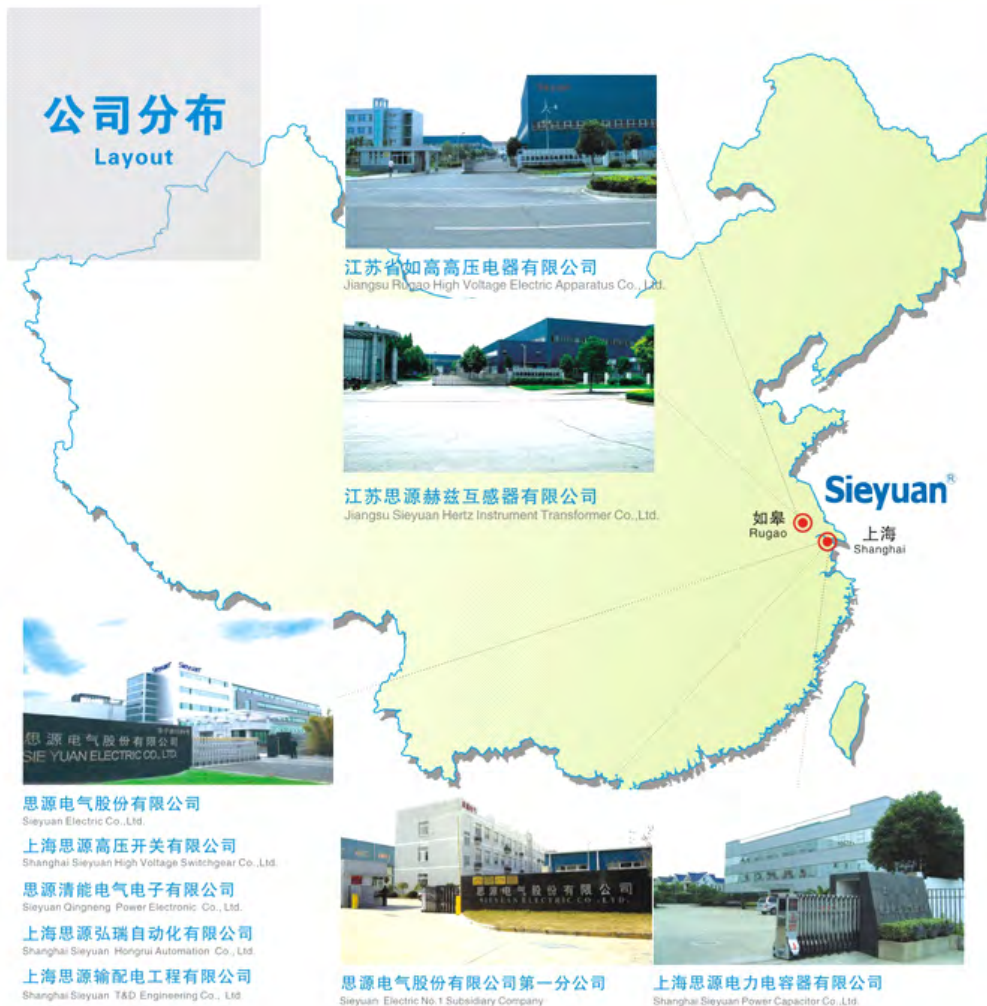 公司分布
Layout
江苏省如高高压电器有限公司
Jiangsu Rugao High Voltage Electric Apparatus Co., Ltd.
江苏思源赫兹互感器有限公司
Jiangsu Sieyuan Hertz Instrument Transformer Co.,Ltd.
Sieyuan®
如皋
Rugao
上海
Shanghai
Sieyuan
思源电气股份有限公司
SIE YUAN ELECTRIC CO., LTD.
思源电气股份有限公司
Sieyuan Electric Co.,Ltd.
上海思源高压开关有限公司
Shanghai Sieyuan High Voltage Switchgear Co.,Ltd.
思源清能电气电子有限公司
Sieyuan Qingneng Power Electronic Co., Ltd.
上海思源弘瑞自动化有限公司
Shanghai Sieyuan Hongrui Automation Co., Ltd.
上海思源输配电工程有限公司
Shanghai Sieyuan T&D Engineering Co., Ltd
思源电气股份有限公司
SIEYUAN ELECTRIC CO.,LTD.
思源电气股份有限公司第一分公司
Sieyuan Electric No.1 Subsidiary Company
上海思源电力电容器有限公司
Shanghai Sieyuan Power Capacitor Co.,Ltd.